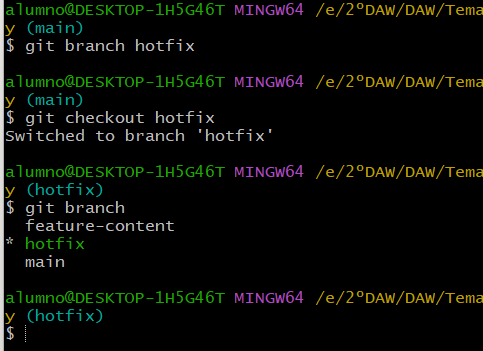 alumno@DESKTOP-1H5G46T MINGW64 /e/2ºDAW/DAW/Tema
y (main)
$ git branch hotfix
alumno@DESKTOP-1H5G46T MINGW64 /e/2ºDAW/DAW/Tema
y (main)
$ git checkout hotfix
Switched to branch 'hotfix'
alumno@DESKTOP-1H5G46T MINGW64 /e/2ºDAW/DAW/Tema
y (hotfix)
$ git branch
  feature-content
* hotfix
  main
alumno@DESKTOP-1H5G46T MINGW64 /e/2ºDAW/DAW/Tema
y (hotfix)
$